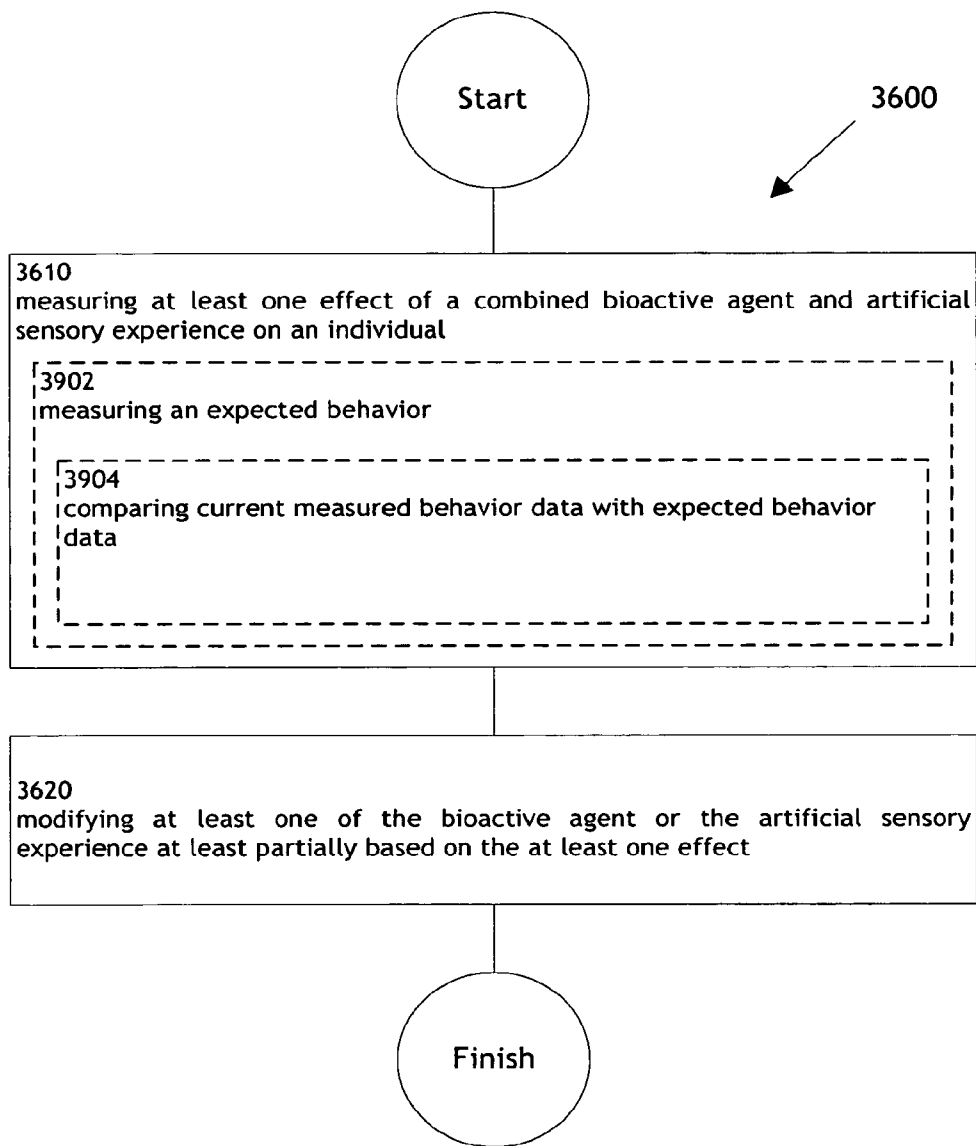 Start
3600
3610
measuring at least one effect of a combined bioactive agent and artificial
sensory experience on an individual
3902
measuring an expected behavior
3904
comparing current measured behavior data with expected behavior
data
3620
modifying at least one of the bioactive agent or the artificial sensory
experience at least partially based on the at least one effect
Finish